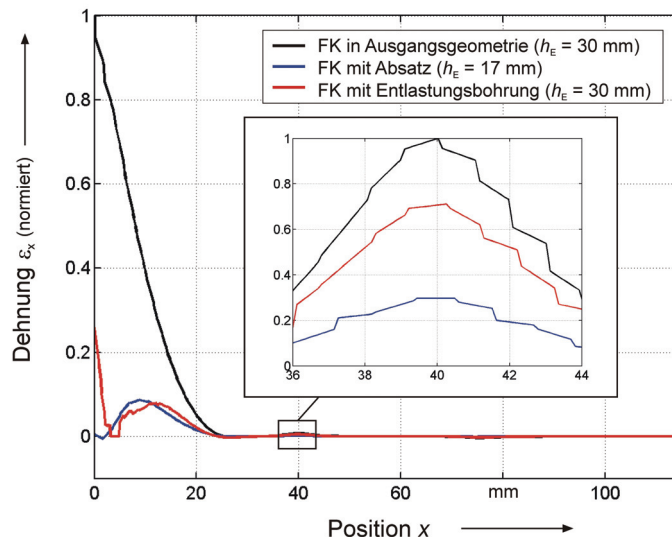 FK in Ausgangsgeometrie (hE = 30 mm)
FK mit Absatz (hE = 17 mm)
FK mit Entlastungsbohrung (hE = 30 mm)
Dehnung εx (normiert)
1
0.8
0.6
0.4
0.2
0
1
0.8
0.6
0.4
0.2
0
36 38 40 42 44
0 20 40 60 mm 100
Position x